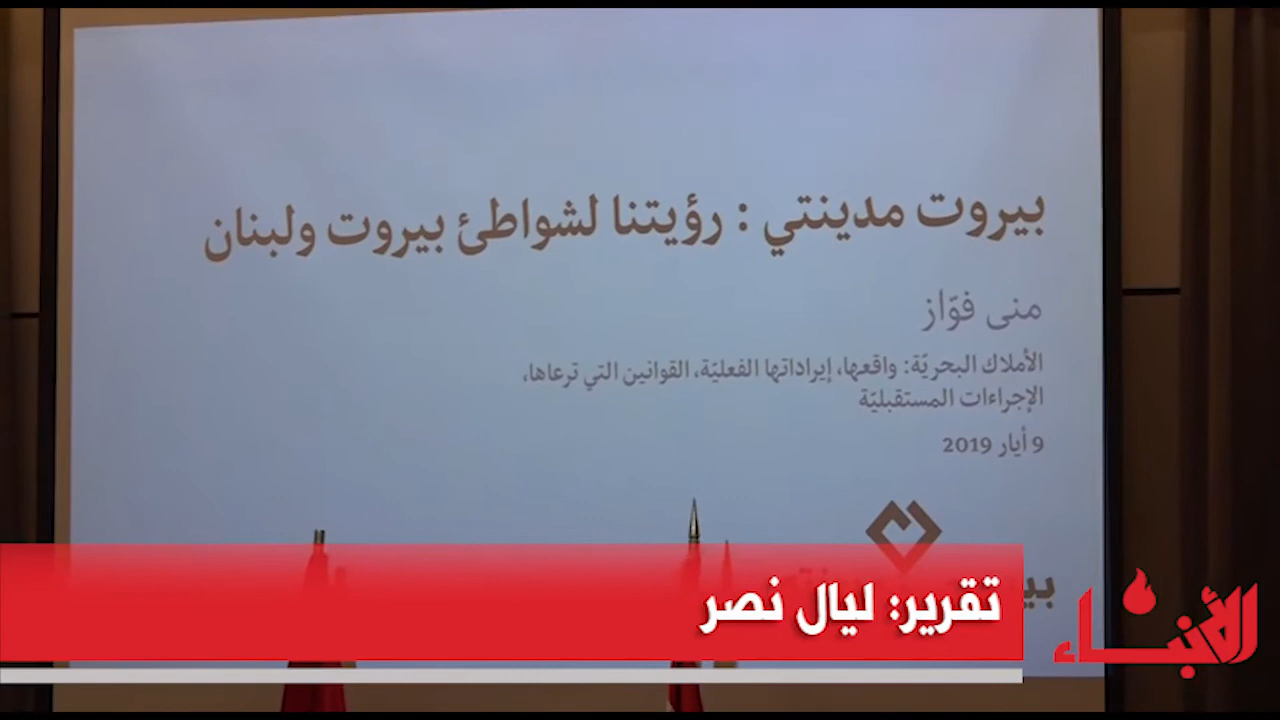 بيروت مدينتي : رؤيتنا لشواطئ بيروت ولبنان
منى فوّاز
الأملاك البحريّة: واقعها، إيراداتها الفعليّة، القوانين التي ترعاها،
الإجراءات المستقبليّة
9 أيار 2019
تقرير: ليال نصر
الأنباء